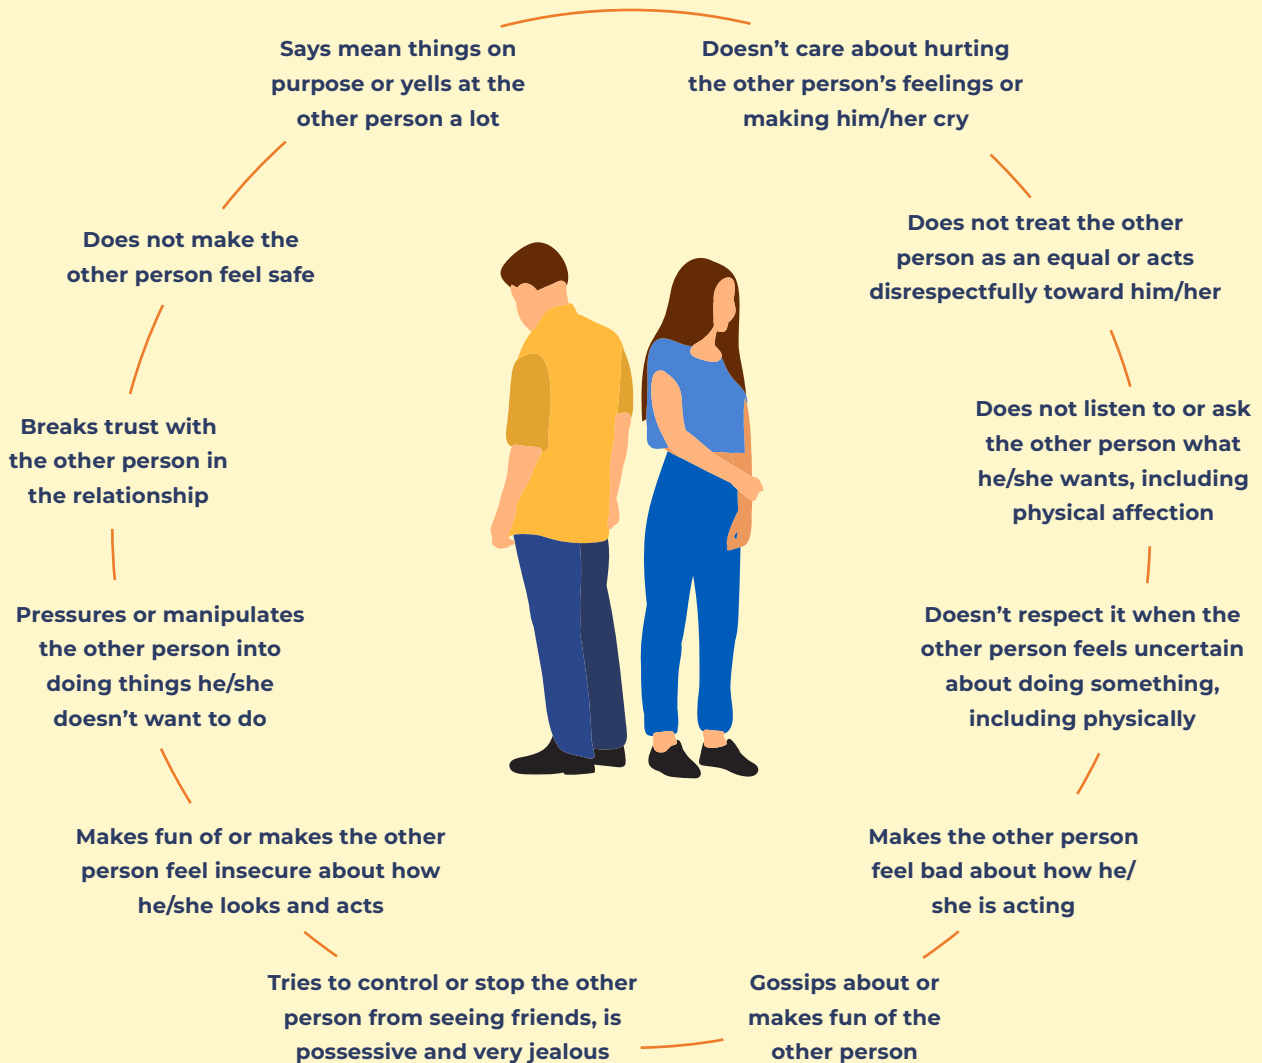 Says mean things on
purpose or yells at the
other person a lot
Doesn’t care about hurting
the other person’s feelings or
making him/her cry
Does not treat the other
person as an equal or acts
disrespectfully toward him/her
Does not listen to or ask
the other person what
he/she wants, including
physical affection
Doesn’t respect it when the
other person feels uncertain
about doing something,
including physically
Makes the other person
feel bad about how he/
she is acting
Gossips about or
makes fun of the
other person
Tries to control or stop the other
person from seeing friends, is
possessive and very jealous
Makes fun of or makes the other
person feel insecure about how
he/she looks and acts
Pressures or manipulates
the other person into
doing things he/she
doesn’t want to do
Breaks trust with
the other person in
the relationship
Does not make the
other person feel safe